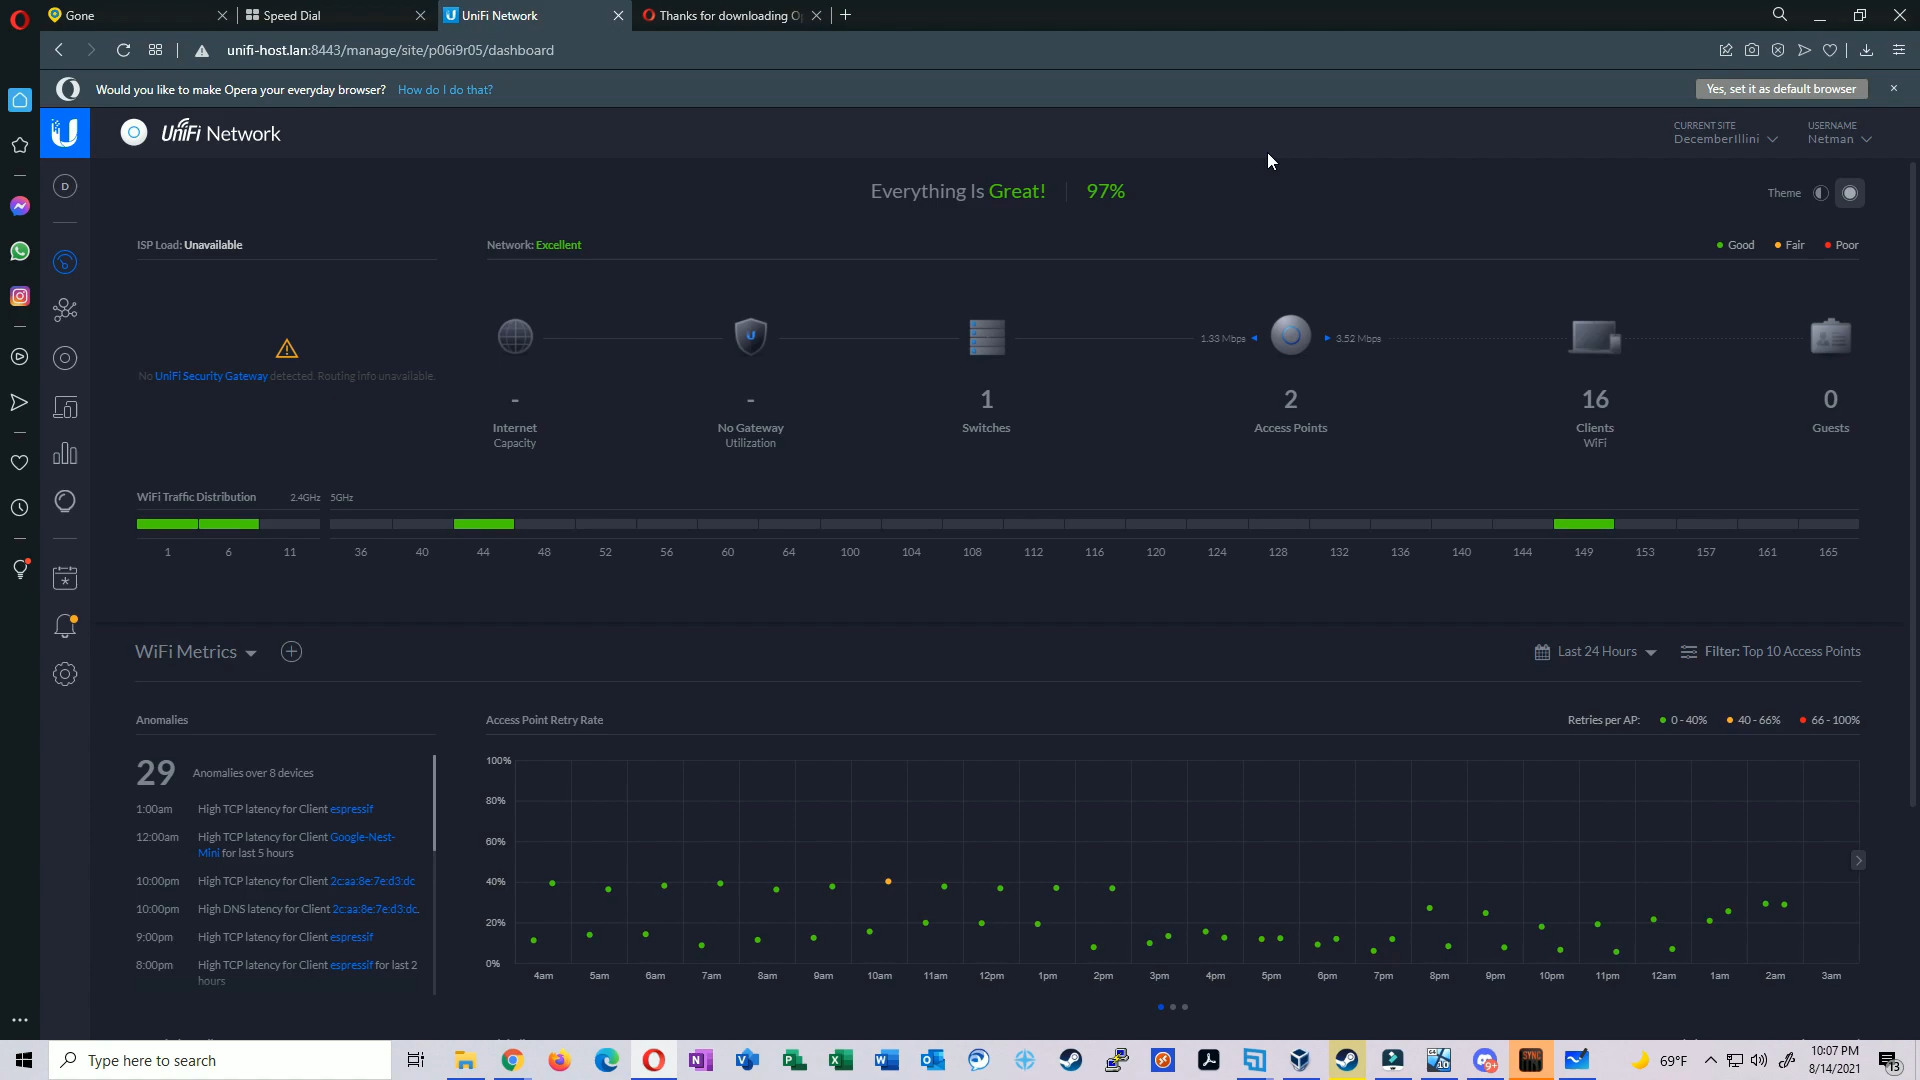 Gone
Speed Dial
UniFi Network
Thanks for downloading O
unifi-host.lan:8443/manage/site/p06i9r05/dashboard
Would you like to make Opera your everyday browser? How do I do that?
Yes, set it as default browser
UniFi Network
CURRENT SITE
DecemberIllini
USERNAME
Netman
D
Everything Is Great! 97%
Theme
ISP Load: Unavailable
Network: Excellent
Good Fair Poor
1.33 Mbps 3.52 Mbps
No UniFi Security Gateway detected. Routing info unavailable.
- - 1 2 16 0
Internet No Gateway Switches Access Points Clients Guests
Capacity Utilization WiFi
WiFi Traffic Distribution 2.4GHz 5GHz
1 6 11 36 40 44 48 52 56 60 64 100 104 108 112 116 120 124 128 132 136 140 144 149 153 157 161 165
WiFi Metrics
Last 24 Hours
Filter: Top 10 Access Points
Anomalies
29 Anomalies over 8 devices
1:00am High TCP latency for Client espressif
12:00am High TCP latency for Client Google-Nest-
Mini for last 5 hours
10:00pm High TCP latency for Client 2c:aa:8e:7e:d3:dc
10:00pm High DNS latency for Client 2c:aa:8e:7e:d3:dc
9:00pm High TCP latency for Client espressif
8:00pm High TCP latency for Client espressif for last 2
hours
Access Point Retry Rate
Retries per AP: 0 - 40% 40 - 66% 66 - 100%
100%
80%
60%
40%
20%
0%
4am 5am 6am 7am 8am 9am 10am 11am 12pm 1pm 2pm 3pm 4pm 5pm 6pm 7pm 8pm 9pm 10pm 11pm 12am 1am 2am 3am
Type here to search
69°F
10:07 PM
8/14/2021
13